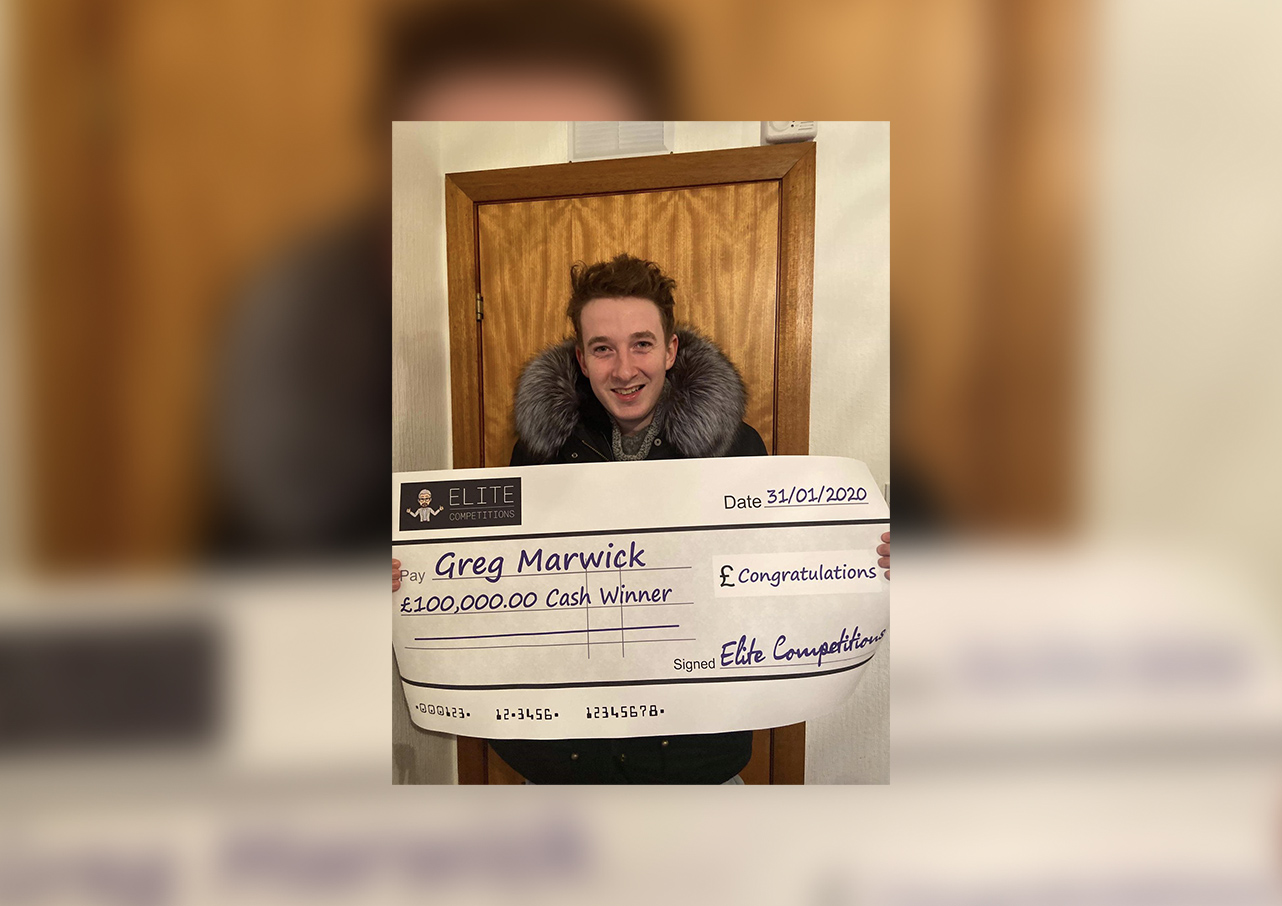 ELITE
COMPETITIONS
Date 31/01/2020
Pay Greg Marwick
£ Congratulations
£100,000.00 Cash Winner
Signed Elite Competitions
000123 12-3456 12345678